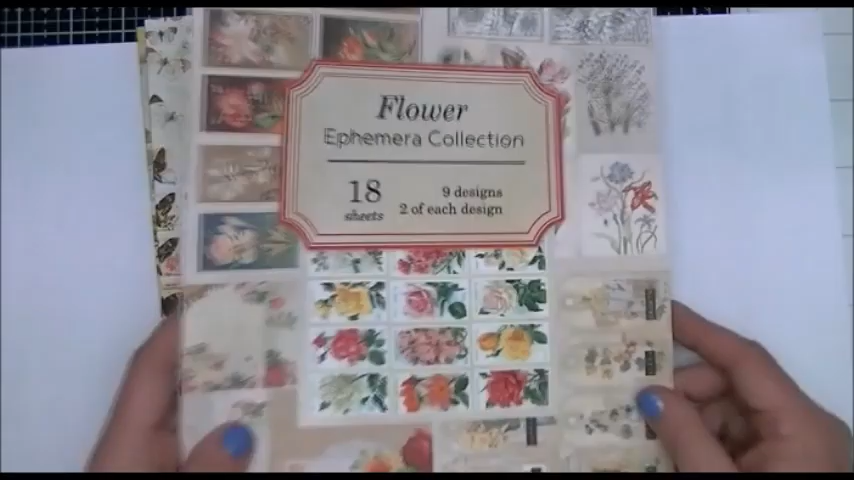 Flower
Ephemera Collection
18
sheets
9 designs
2 of each design